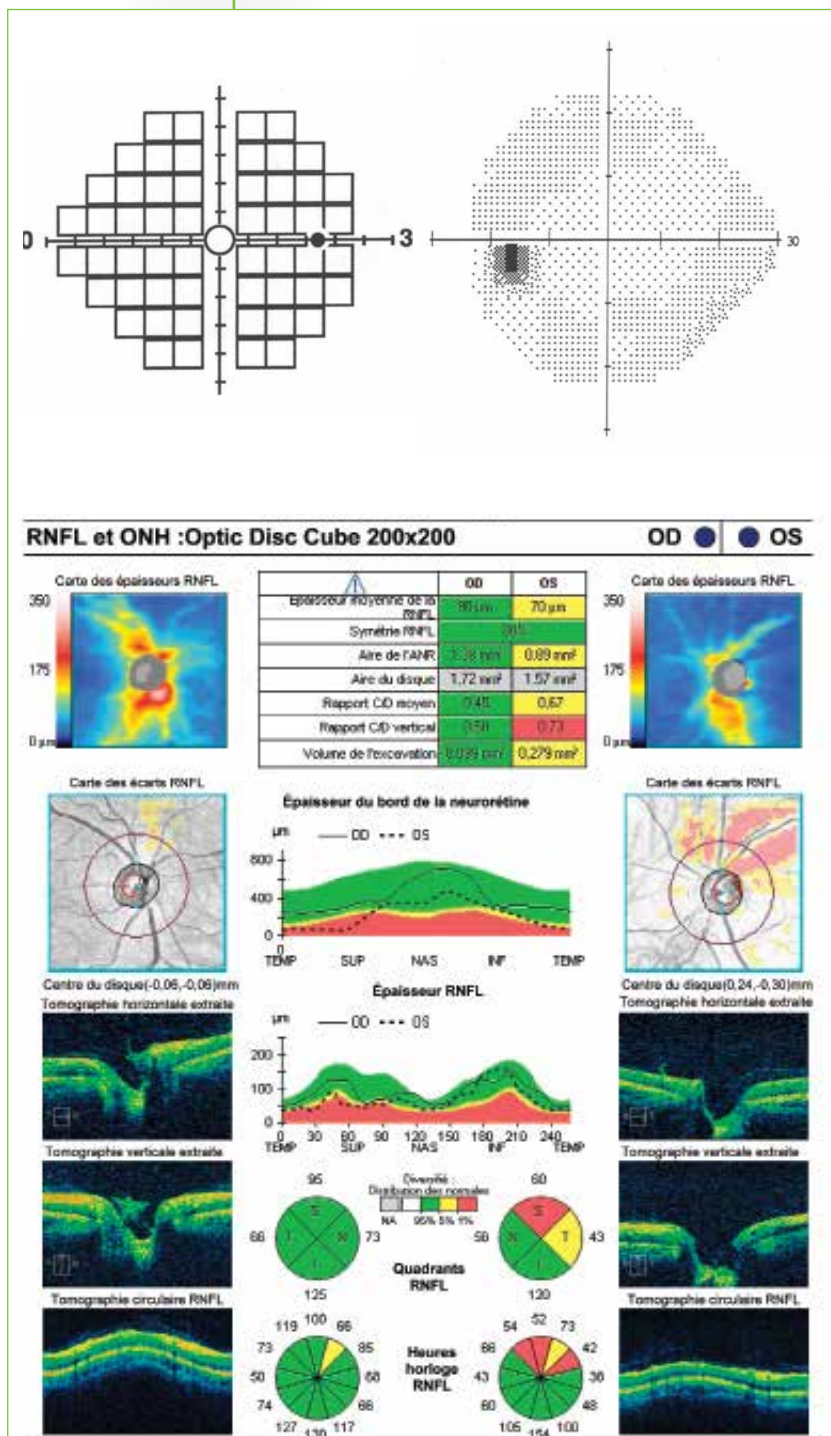 0
3
30
RNFL et ONH :Optic Disc Cube 200x200
OD
OS
Carte des épaisseurs RNFL
350
175
0 µm
OD OS
Epaisseur moyenne de la RNFL 70 µm
Symétrie RNFL
Aire de l'ANR 0,89 mm²
Aire du disque 1,72 mm² 1,57 mm²
Rapport C/D moyen 0,45 0,67
Rapport C/D vertical 0,73
Volume de l'excavation 0,279 mm³
Carte des épaisseurs RNFL
350
175
0 µm
Carte des écarts RNFL
Centre du disque(-0,06,-0,06)mm
Épaisseur du bord de la neurorétine
µm
OD OS
800
400
0
0
TEMP SUP NAS INF TEMP
Carte des écarts RNFL
Centre du disque(0,24,-0,30)mm
Tomographie horizontale extraite
Épaisseur RNFL
µm
OD OS
200
100
0
0 30 60 90 120 150 180 210 240
TEMP SUP NAS INF TEMP
Tomographie horizontale extraite
Tomographie verticale extraite
95
S
T N
I
66 73
125
Diversifié :
Distribution des normales
NA 95% 5% 1%
Quadrants
RNFL
60
S
N T
I
56 43
120
Tomographie verticale extraite
Tomographie circulaire RNFL
119 100 66
73 85
50 68
74 66
127 130 117
Heures
horloge
RNFL
54 52 73
66 42
43 36
60 48
105 154 100
Tomographie circulaire RNFL